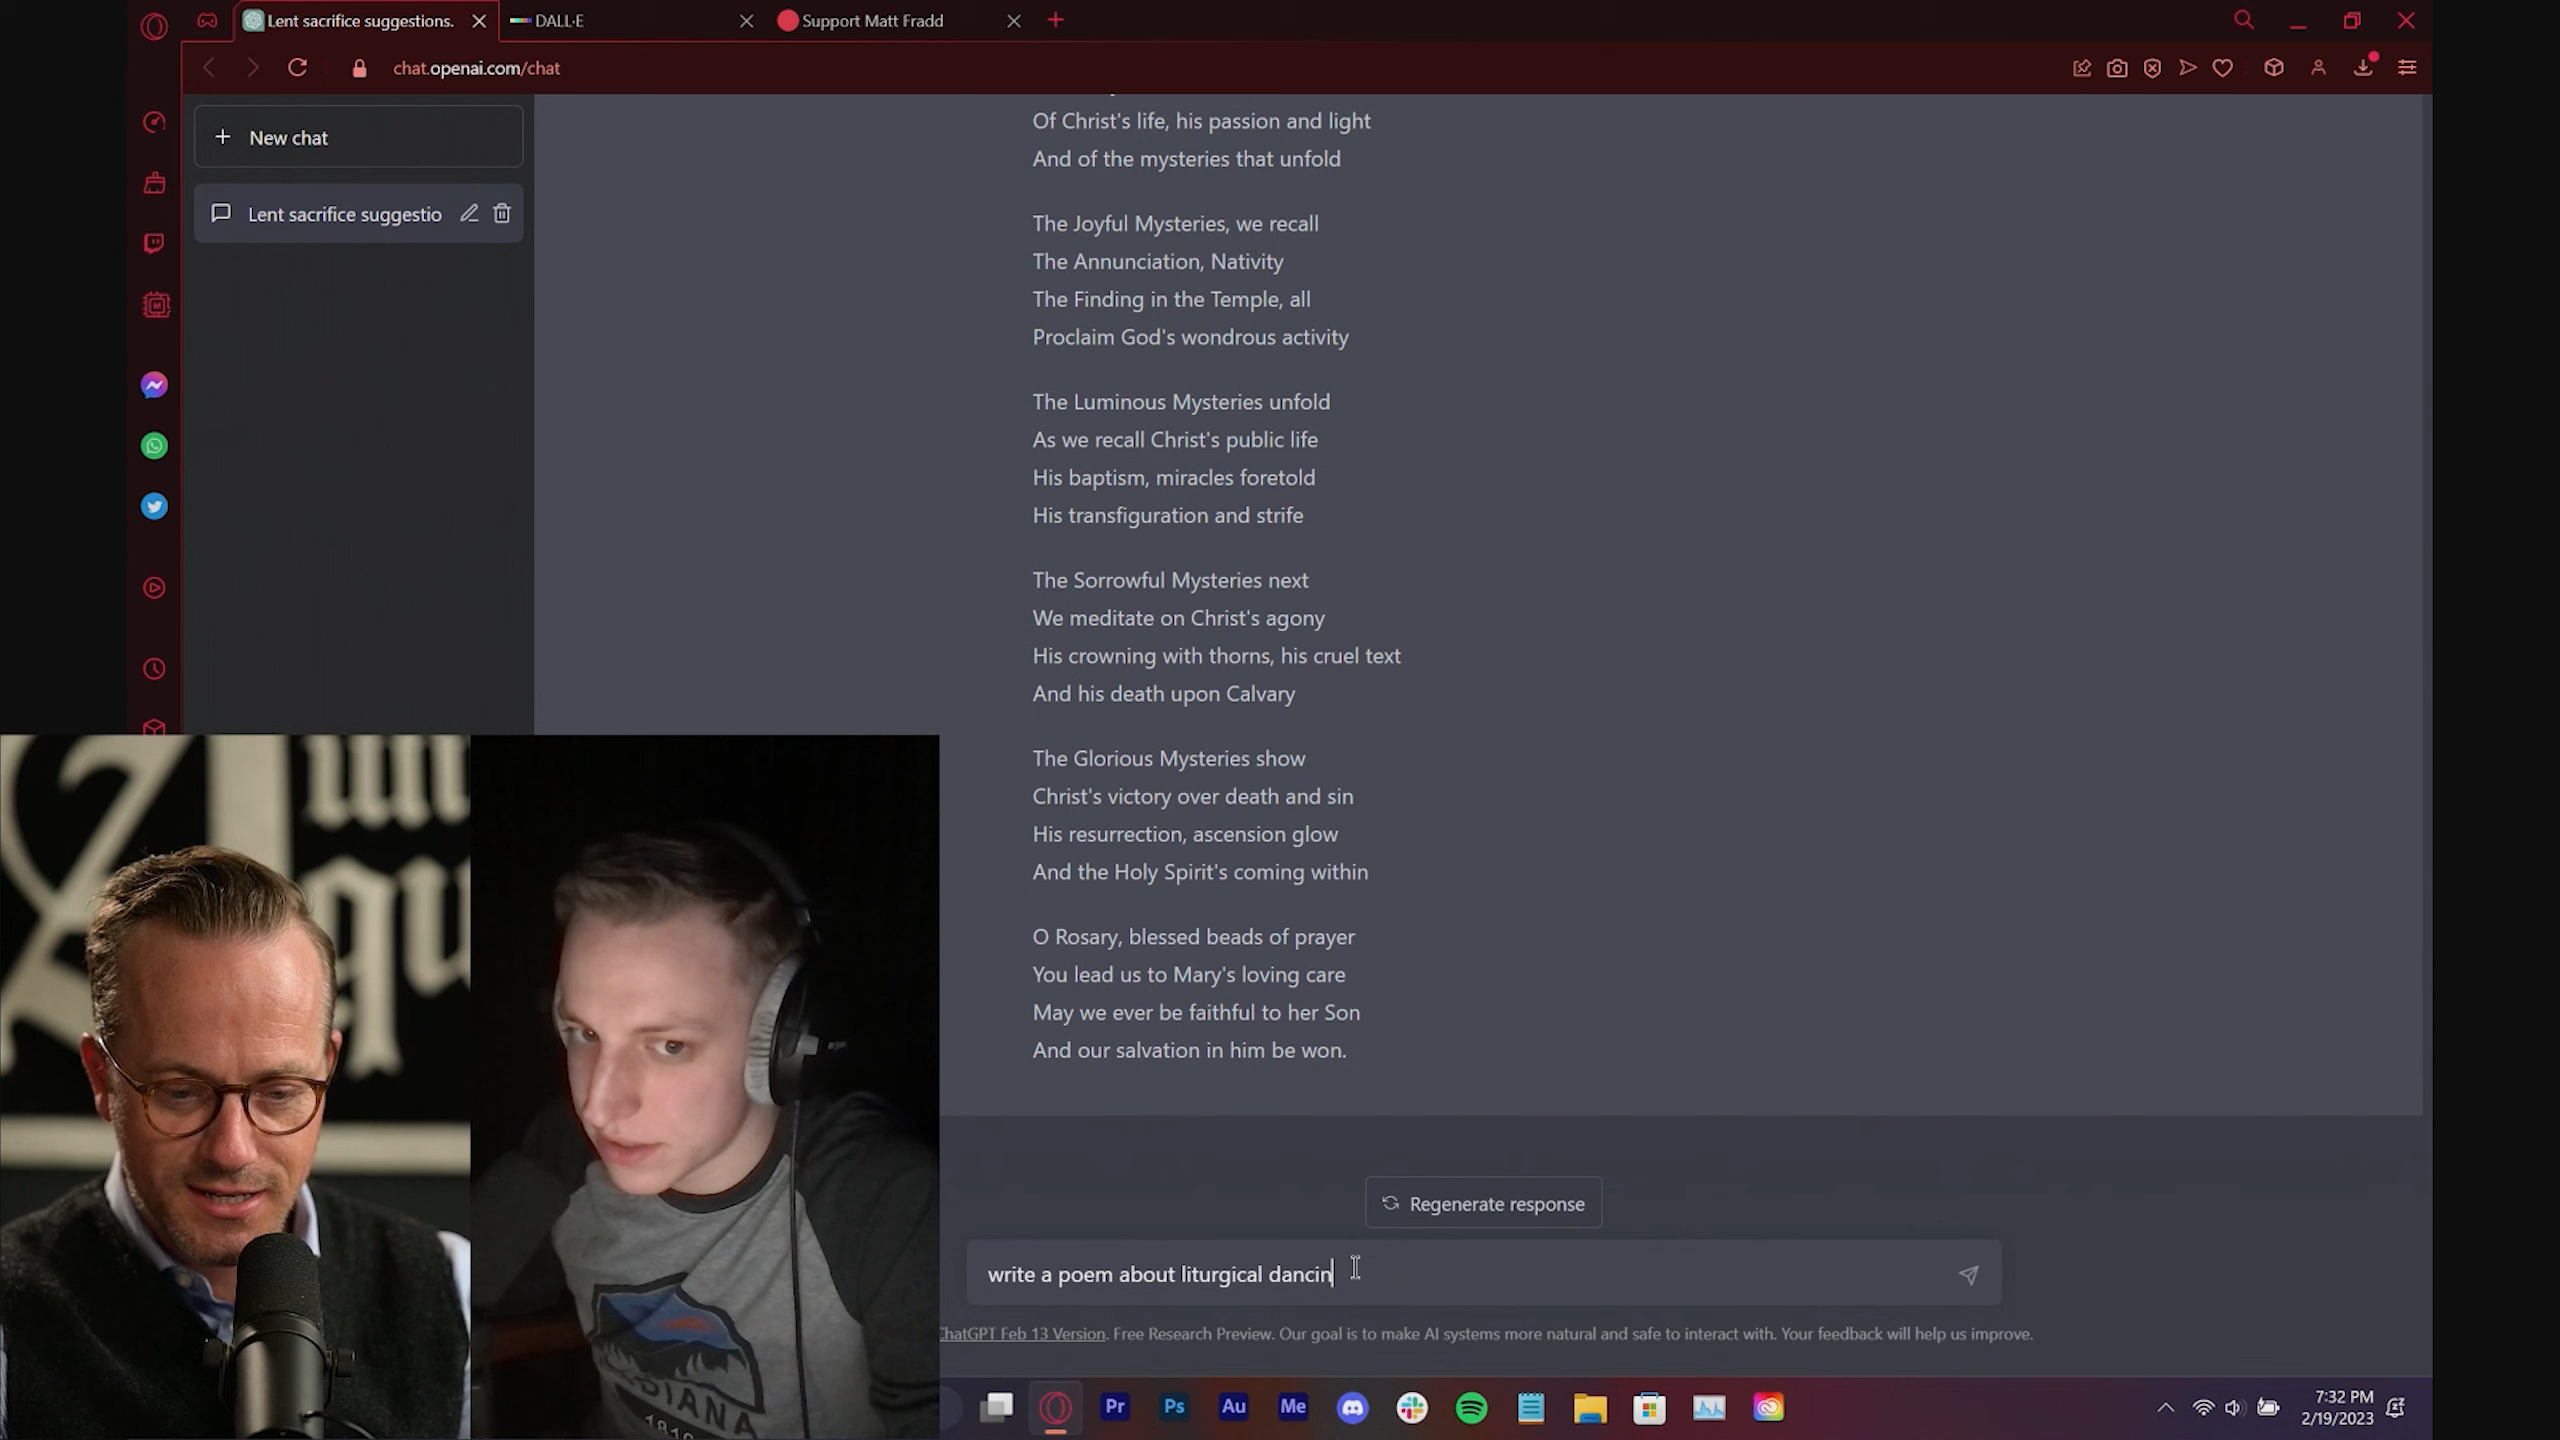 Lent sacrifice suggestions.
DALL·E
Support Matt Fradd
chat.openai.com/chat
New chat
Lent sacrifice suggestio
Of Christ's life, his passion and light
And of the mysteries that unfold
The Joyful Mysteries, we recall
The Annunciation, Nativity
The Finding in the Temple, all
Proclaim God's wondrous activity
The Luminous Mysteries unfold
As we recall Christ's public life
His baptism, miracles foretold
His transfiguration and strife
The Sorrowful Mysteries next
We meditate on Christ's agony
His crowning with thorns, his cruel text
And his death upon Calvary
The Glorious Mysteries show
Christ's victory over death and sin
His resurrection, ascension glow
And the Holy Spirit's coming within
O Rosary, blessed beads of prayer
You lead us to Mary's loving care
May we ever be faithful to her Son
And our salvation in him be won.
Regenerate response
write a poem about liturgical dancin
ChatGPT Feb 13 Version. Free Research Preview. Our goal is to make AI systems more natural and safe to interact with. Your feedback will help us improve.
Pr
Ps
Au
Me
7:32 PM
2/19/2023